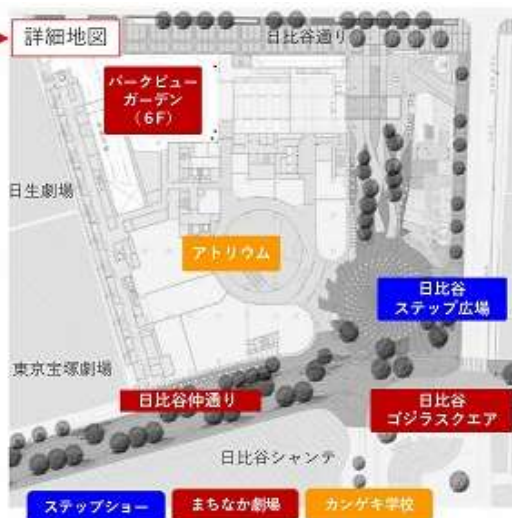 詳細地図
日比谷通り
パークビュー
ガーデン
(6F)
日生劇場
アトリウム
日比谷
ステップ広場
東京宝塚劇場
日比谷仲通り
日比谷
ゴジラスクエア
日比谷シャンテ
ステップショー
まちなか劇場
カンゲキ学校